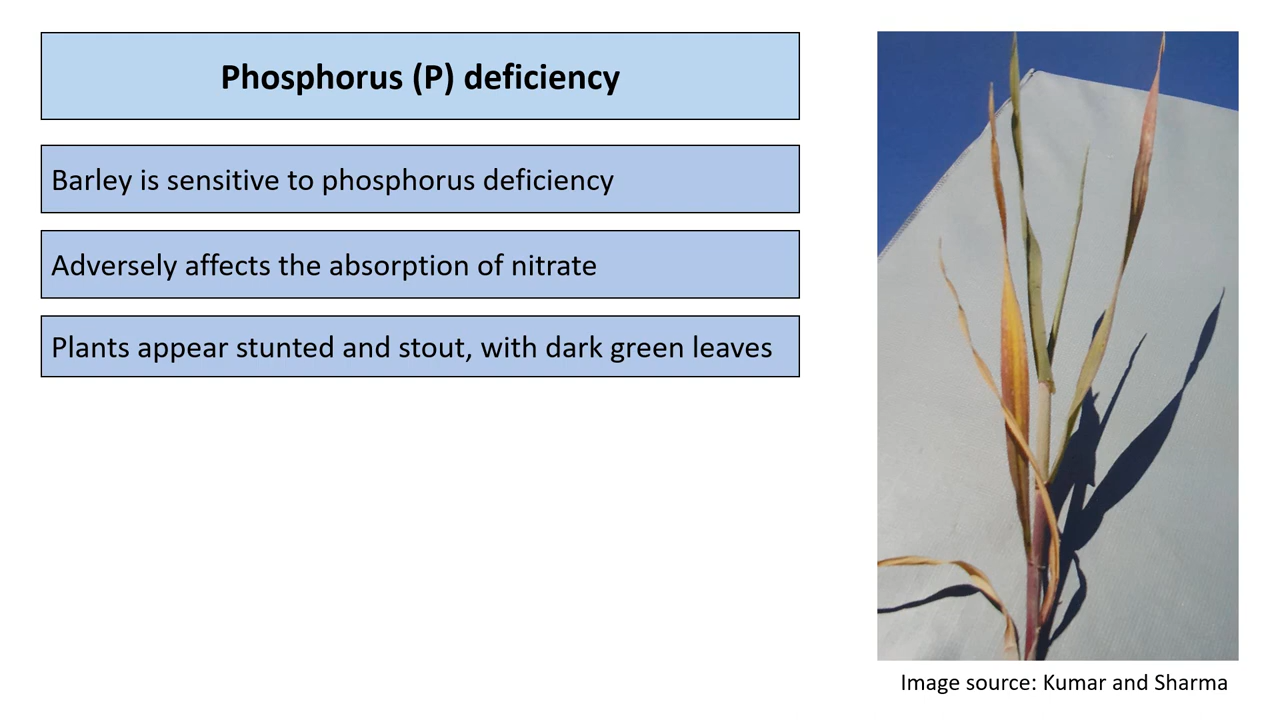 Phosphorus (P) deficiency
Barley is sensitive to phosphorus deficiency
Adversely affects the absorption of nitrate
Plants appear stunted and stout, with dark green leaves
Image source: Kumar and Sharma